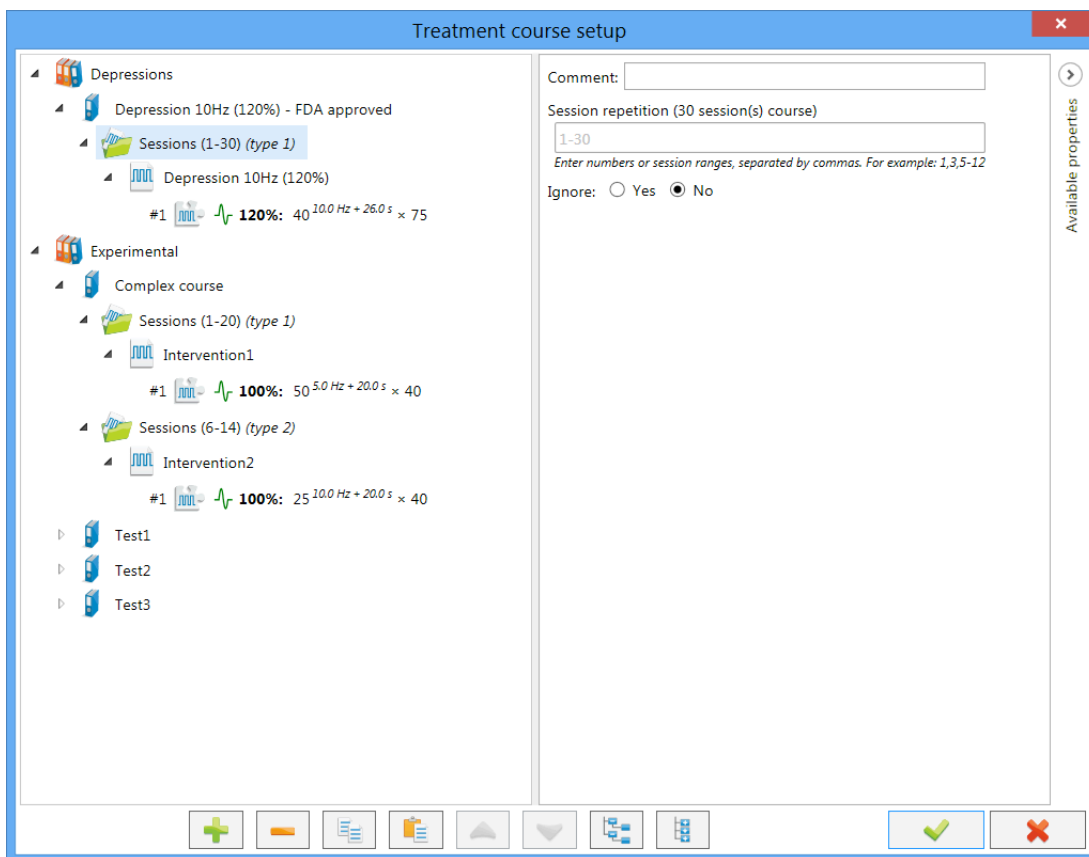 Treatment course setup
Depressions
Depression 10Hz (120%) - FDA approved
Sessions (1-30) (type 1)
Depression 10Hz (120%)
#1 120%: 40 10.0 Hz + 26.0 s × 75
Experimental
Complex course
Sessions (1-20) (type 1)
Intervention1
#1 100%: 50 5.0 Hz + 20.0 s × 40
Sessions (6-14) (type 2)
Intervention2
#1 100%: 25 10.0 Hz + 20.0 s × 40
Test1
Test2
Test3
Comment:
Session repetition (30 session(s) course)
1-30
Enter numbers or session ranges, separated by commas. For example: 1,3,5-12
Ignore: Yes No
Available properties